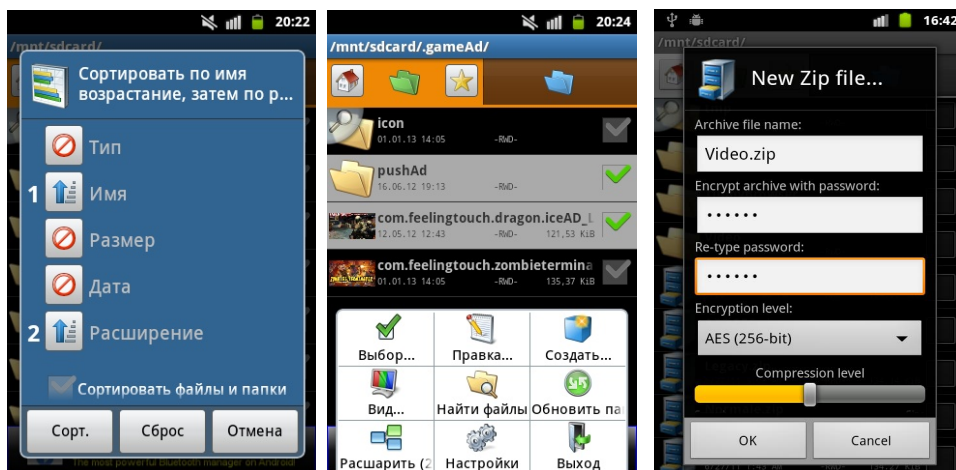 20:22
/mnt/sdcard/
Сортировать по имя
возрастание, затем по р...
Тип
1 Имя
Размер
Дата
2 Расширение
Сортировать файлы и папки
Сорт. Сброс Отмена
The most powerful Bluetooth manager on Android!
20:24
/mnt/sdcard/.gameAd/
icon
01.01.13 14:05 -RWD-
pushAd
16.06.12 19:13 -RWD-
com.feelingtouch.dragon.iceAD_L
12.05.12 12:43 -RWD- 121,53 KiB
com.feelingtouch.zombietermina
01.01.13 14:05 -RWD- 135,37 KiB
Выбор... Правка... Создать...
Вид... Найти файлы Обновить па
Расшарить (2 Настройки Выход
16:42
/mnt/sdcard/
New Zip file...
Archive file name:
Video.zip
Encrypt archive with password:
••••••
Re-type password:
••••••
Encryption level:
AES (256-bit)
Compression level
OK Cancel